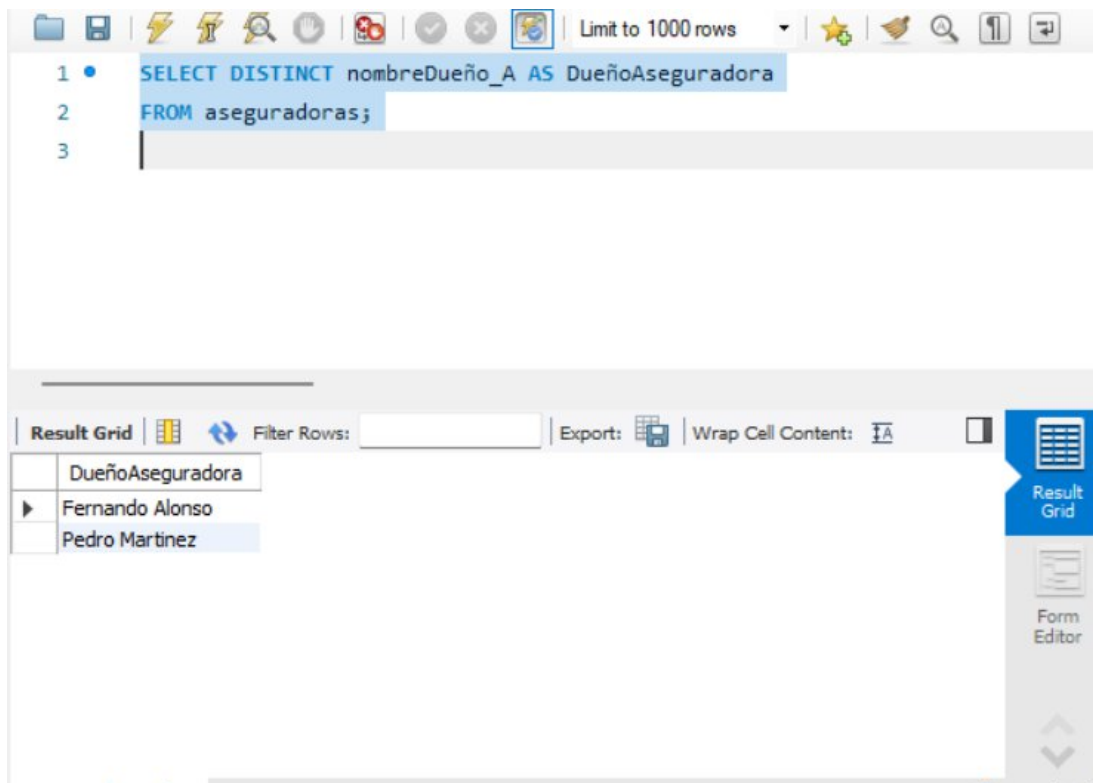 Limit to 1000 rows
1 SELECT DISTINCT nombreDueño_A AS DueñoAseguradora
2 FROM aseguradoras;
3
Result Grid Filter Rows: Export: Wrap Cell Content: IA
DueñoAseguradora
Fernando Alonso
Pedro Martinez
Result
Grid
Form
Editor